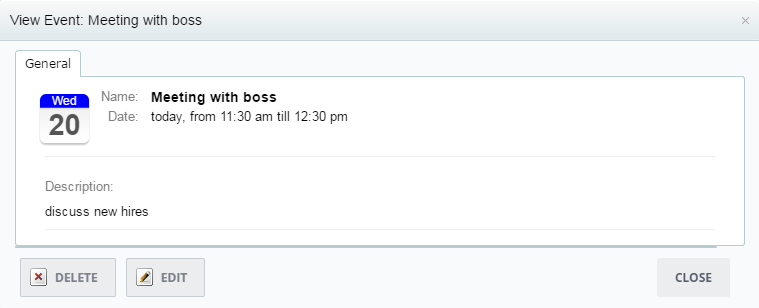 View Event: Meeting with boss ×
General
Wed
20
Name: Meeting with boss
Date: today, from 11:30 am till 12:30 pm
Description:
discuss new hires
DELETE EDIT CLOSE